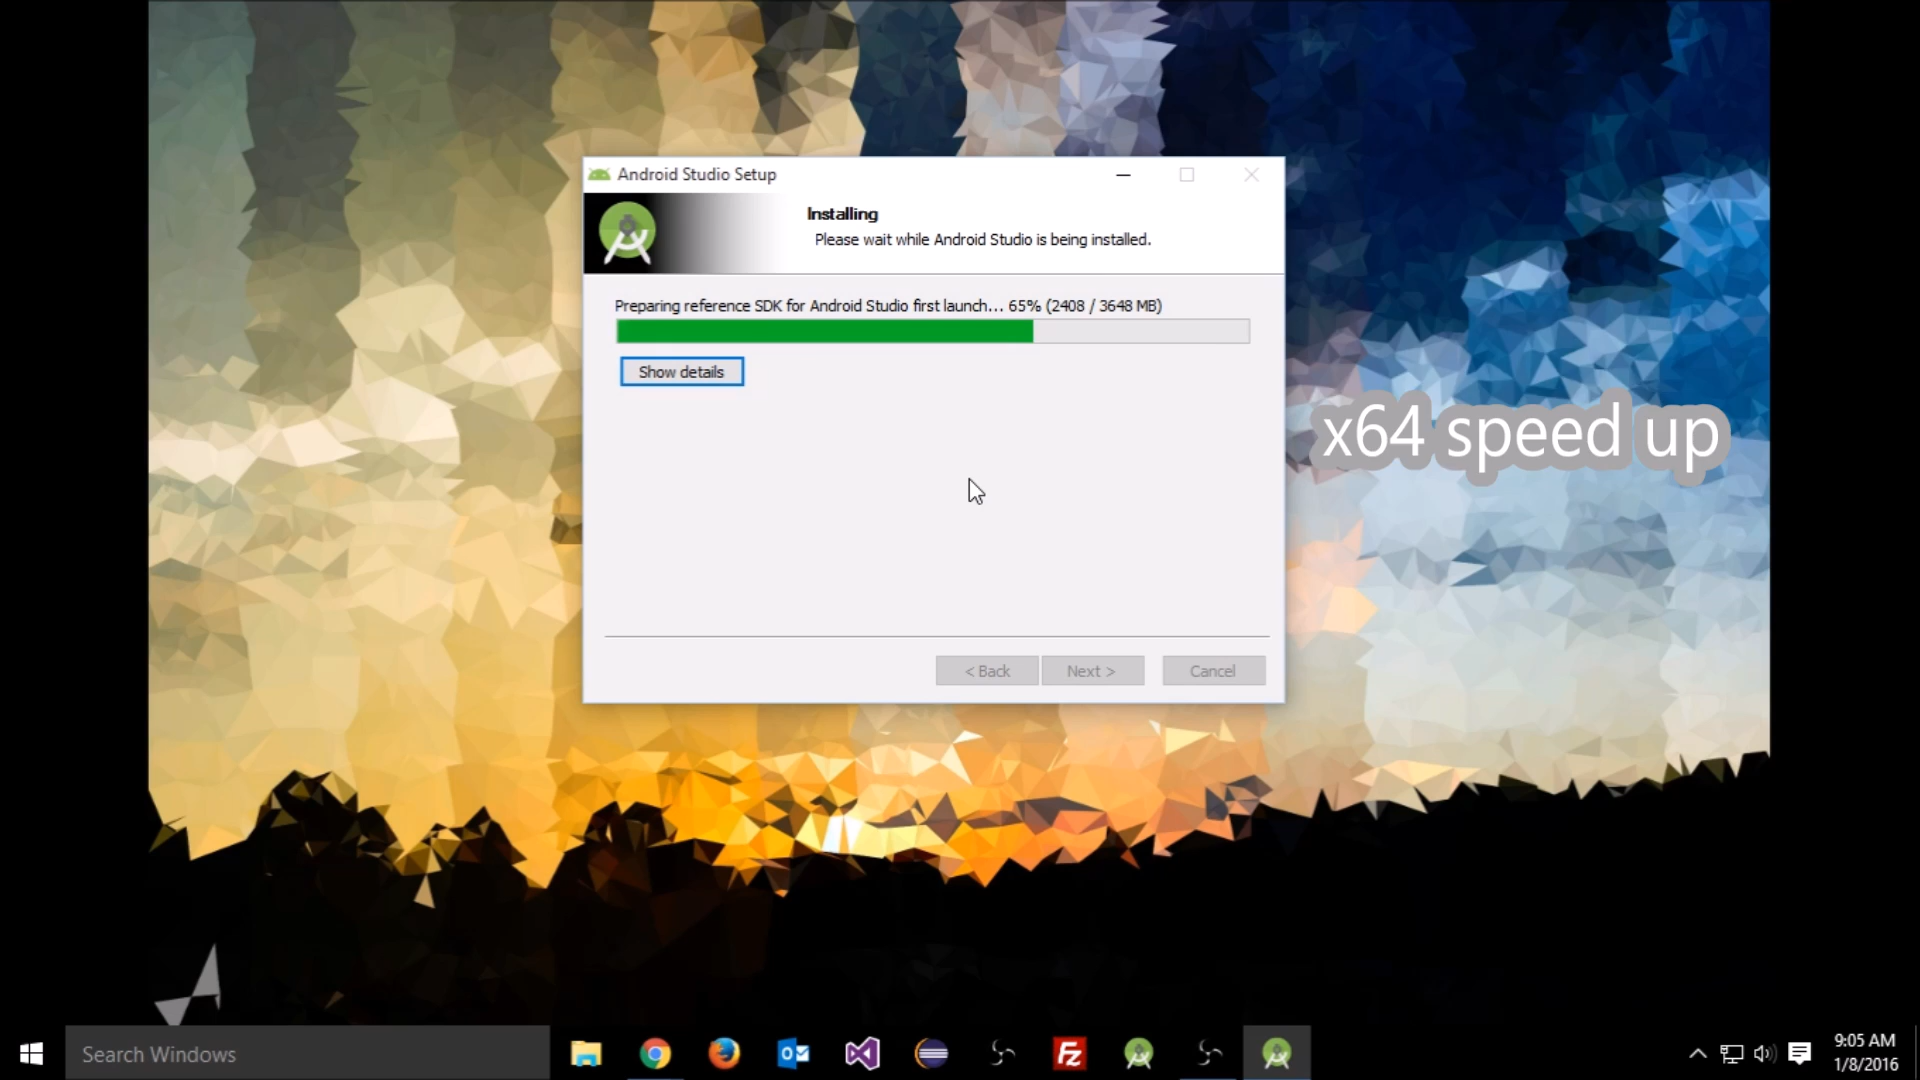 Android Studio Setup
Installing
Please wait while Android Studio is being installed.
Preparing reference SDK for Android Studio first launch... 65% (2408 / 3648 MB)
Show details
x64 speed up
< Back
Next >
Cancel
Search Windows
9:05 AM
1/8/2016